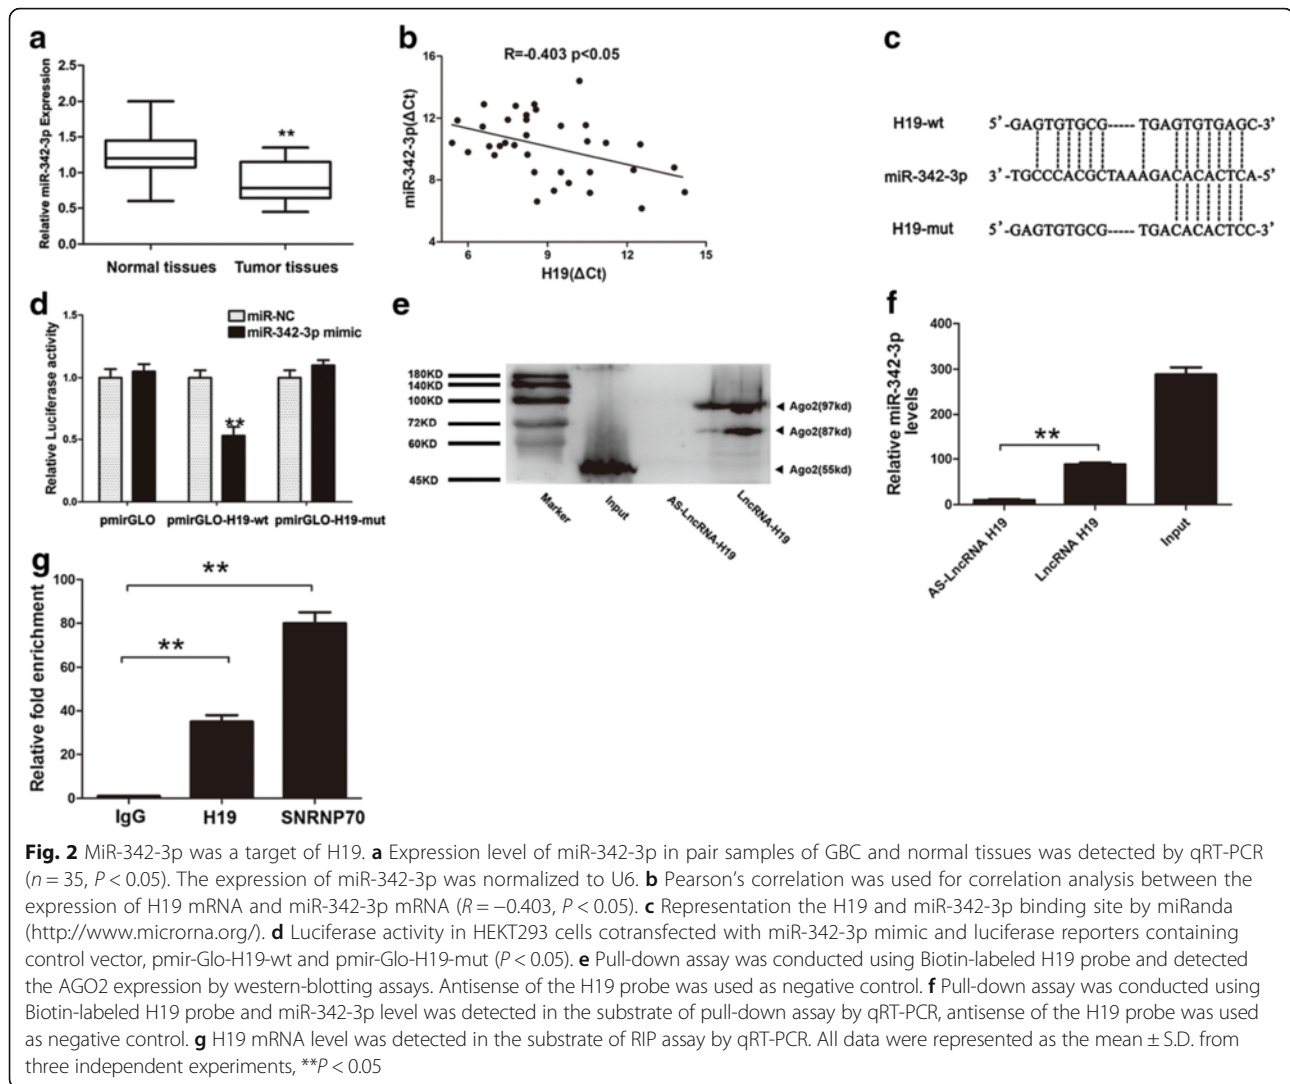 a
Relative miR-342-3p Expression
2.5
2.0
1.5
1.0
0.5
0.0
**
Normal tissues
Tumor tissues
b
R=-0.403 p<0.05
miR-342-3p(ΔCt)
16
12
8
4
6
9
12
15
H19(ΔCt)
c
H19-wt 5'-GAGTGTGCG-----TGAGTGTGAGC-3'
miR-342-3p 3'-TGCCCACGCTAAAGACACACTCA-5'
H19-mut 5'-GAGTGTGCG-----TGACACACTCC-3'
d
Relative Luciferase activity
1.5
1.0
0.5
0.0
miR-NC
miR-342-3p mimic
**
pmirGLO
pmirGLO-H19-wt
pmirGLO-H19-mut
e
180KD
140KD
100KD
72KD
60KD
45KD
Ago2(97kd)
Ago2(87kd)
Ago2(55kd)
Marker
Input
AS-LncRNA-H19
LncRNA-H19
f
Relative miR-342-3p
levels
400
300
200
100
0
**
AS-LncRNA H19
LncRNA H19
Input
g
Relative fold enrichment
100
80
60
40
20
0
**
**
IgG
H19
SNRNP70
Fig. 2 MiR-342-3p was a target of H19. a Expression level of miR-342-3p in pair samples of GBC and normal tissues was detected by qRT-PCR
(n = 35, P < 0.05). The expression of miR-342-3p was normalized to U6. b Pearson's correlation was used for correlation analysis between the
expression of H19 mRNA and miR-342-3p mRNA (R = −0.403, P < 0.05). c Representation the H19 and miR-342-3p binding site by miRanda
(http://www.microrna.org/). d Luciferase activity in HEKT293 cells cotransfected with miR-342-3p mimic and luciferase reporters containing
control vector, pmir-Glo-H19-wt and pmir-Glo-H19-mut (P < 0.05). e Pull-down assay was conducted using Biotin-labeled H19 probe and detected
the AGO2 expression by western-blotting assays. Antisense of the H19 probe was used as negative control. f Pull-down assay was conducted using
Biotin-labeled H19 probe and miR-342-3p level was detected in the substrate of pull-down assay by qRT-PCR, antisense of the H19 probe was used
as negative control. g H19 mRNA level was detected in the substrate of RIP assay by qRT-PCR. All data were represented as the mean ± S.D. from
three independent experiments, **P < 0.05